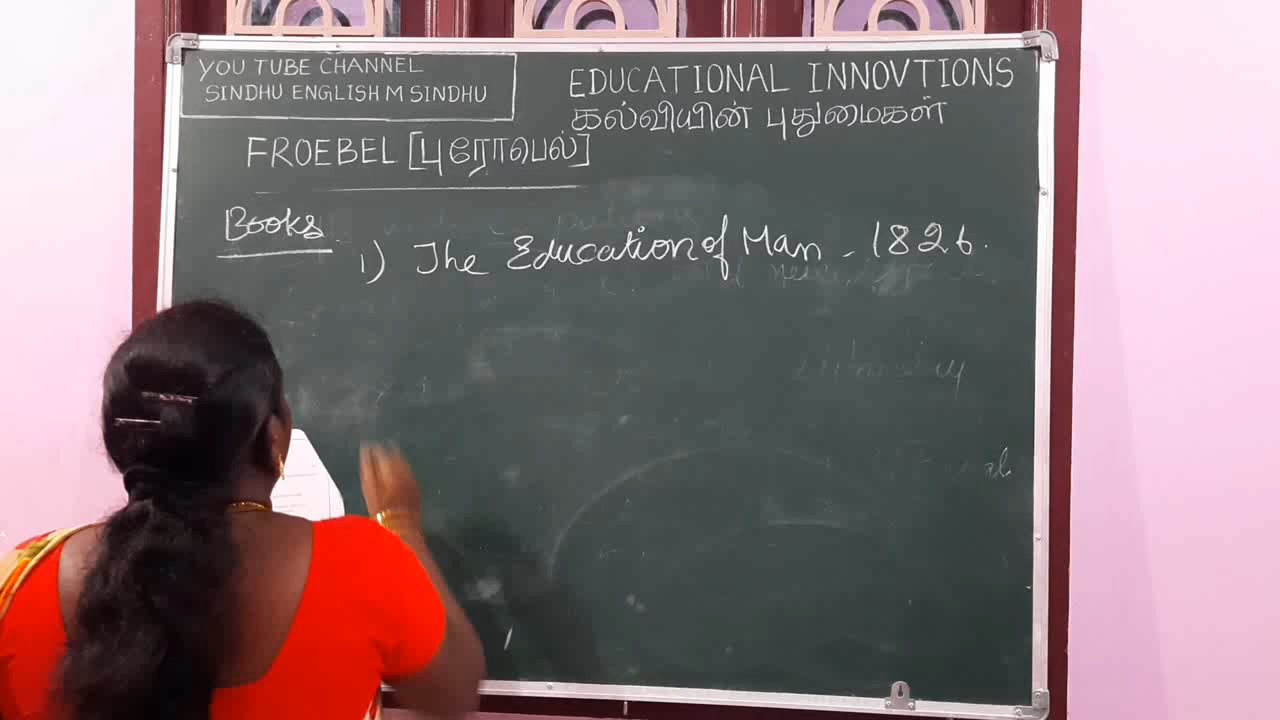 YOU TUBE CHANNEL
SINDHU ENGLISH M SINDHU
EDUCATIONAL INNOVTIONS
கல்வியின் புதுமைகள்
FROEBEL [புரோபெல்]
Books
1) The Education of Man - 1826.